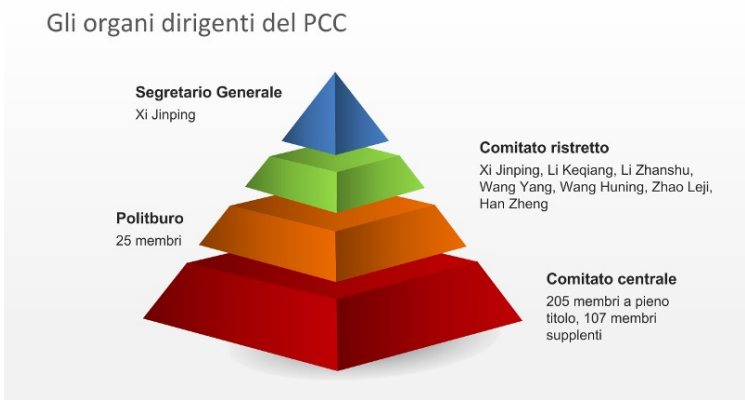 Gli organi dirigenti del PCC
Segretario Generale
Xi Jinping
Comitato ristretto
Xi Jinping, Li Keqiang, Li Zhanshu,
Wang Yang, Wang Huning, Zhao Leji,
Han Zheng
Politburo
25 membri
Comitato centrale
205 membri a pieno
titolo, 107 membri
supplenti